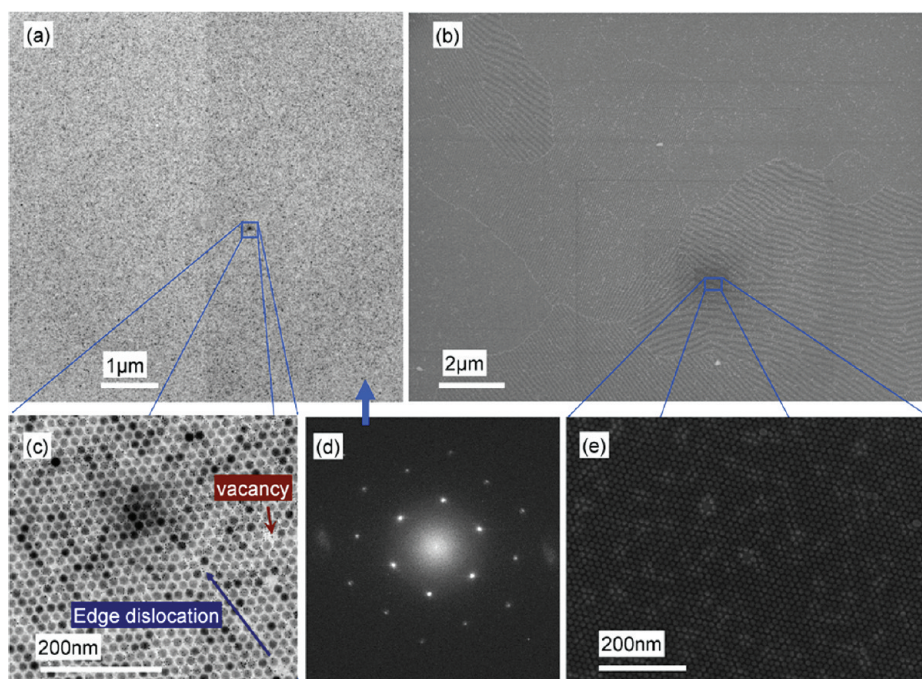 (a)
(b)
1µm
2µm
(c)
vacancy
(d)
(e)
Edge dislocation
200nm
200nm